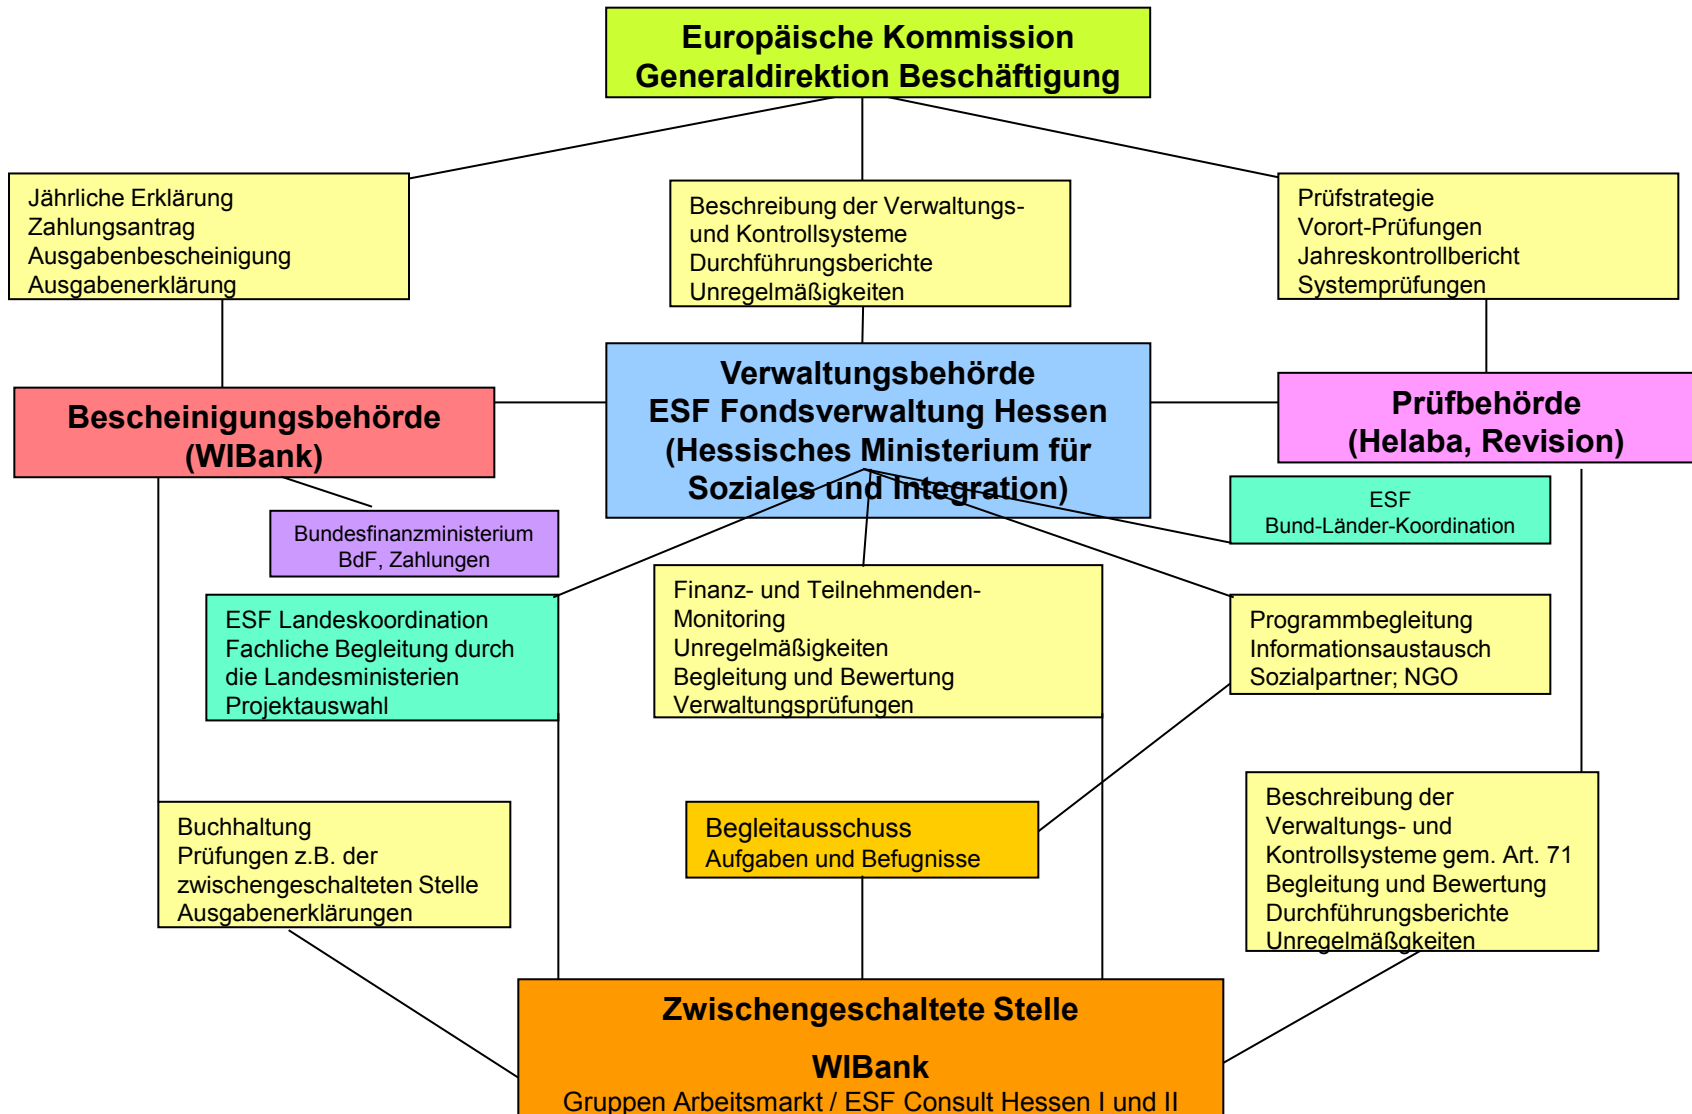 Europäische Kommission
Generaldirektion Beschäftigung
Jährliche Erklärung
Zahlungsantrag
Ausgabenbescheinigung
Ausgabenerklärung
Beschreibung der Verwaltungs-
und Kontrollsysteme
Durchführungsberichte
Unregelmäßigkeiten
Prüfstrategie
Vorort-Prüfungen
Jahreskontrollbericht
Systemprüfungen
Bescheinigungsbehörde
(WIBank)
Verwaltungsbehörde
ESF Fondsverwaltung Hessen
(Hessisches Ministerium für
Soziales und Integration)
Prüfbehörde
(Helaba, Revision)
Bundesfinanzministerium
BdF, Zahlungen
ESF
Bund-Länder-Koordination
ESF Landeskoordination
Fachliche Begleitung durch
die Landesministerien
Projektauswahl
Finanz- und Teilnehmenden-
Monitoring
Unregelmäßigkeiten
Begleitung und Bewertung
Verwaltungsprüfungen
Programmbegleitung
Informationsaustausch
Sozialpartner; NGO
Buchhaltung
Prüfungen z.B. der
zwischengeschalteten Stelle
Ausgabenerklärungen
Begleitausschuss
Aufgaben und Befugnisse
Beschreibung der
Verwaltungs- und
Kontrollsysteme gem. Art. 71
Begleitung und Bewertung
Durchführungsberichte
Unregelmäßgkeiten
Zwischengeschaltete Stelle
WIBank
Gruppen Arbeitsmarkt / ESF Consult Hessen I und II